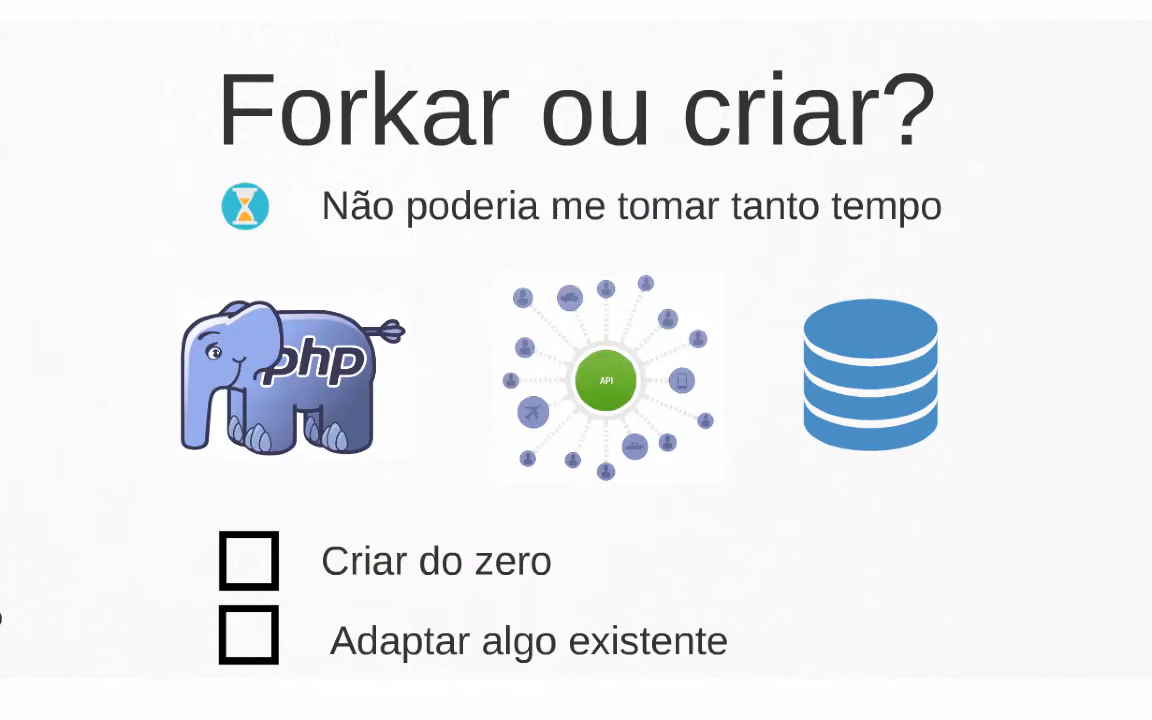 Forkar ou criar?
Não poderia me tomar tanto tempo
php
API
Criar do zero
Adaptar algo existente